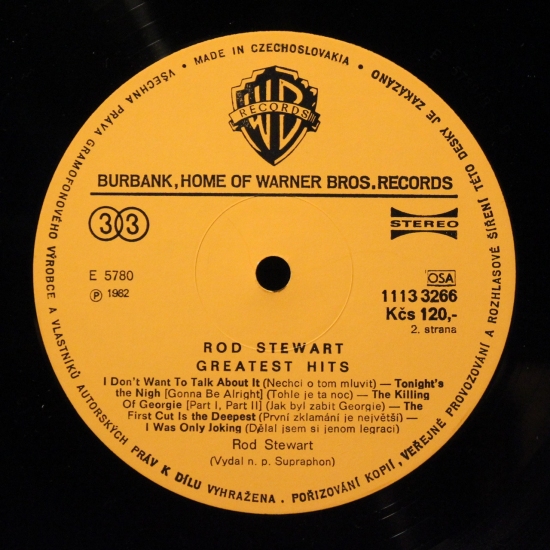 • MADE IN CZECHOSLOVAKIA •
VŠECHNA PRÁVA GRAMOFONOVÉHO VÝROBCE A VLASTNÍKŮ AUTORSKÝCH PRÁV K DÍLU VYHRAŽENA. POŘIZOVÁNÍ KOPIÍ, VEŘEJNÉ PROVOZOVÁNÍ A ROZHLASOVÉ ŠÍŘENÍ TÉTO DESKY JE ZAKÁZÁNO
W B
RECORDS
BURBANK, HOME OF WARNER BROS. RECORDS
33
STEREO
E 5780
Ⓟ 1982
OSA
1113 3266
Kčs 120,-
2. strana
ROD STEWART
GREATEST HITS
I Don't Want To Talk About It (Nechci o tom mluvit) — Tonight's
the Nigh [Gonna Be Alright] (Tohle je ta noc) — The Killing
Of Georgie [Part I, Part II] (Jak byl zabit Georgie) — The
First Cut Is the Deepest (První zklamání je největší) —
I Was Only Joking (Dělal jsem si jenom legraci)
Rod Stewart
(Vydal n. p. Supraphon)